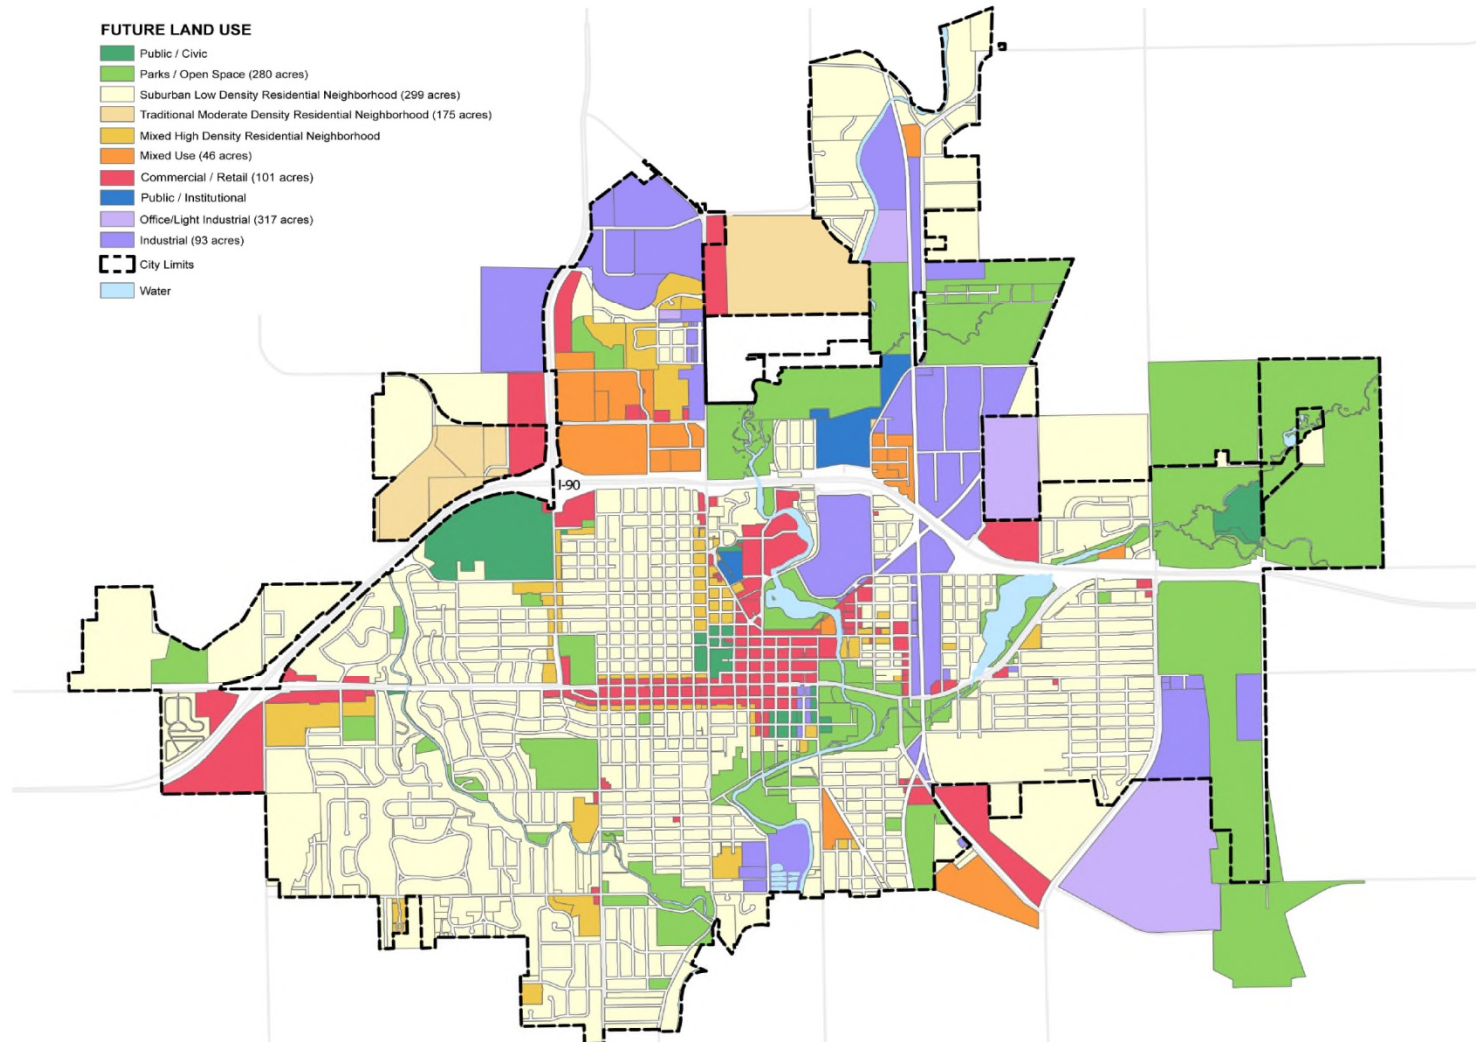 FUTURE LAND USE
Public / Civic
Parks / Open Space (280 acres)
Suburban Low Density Residential Neighborhood (299 acres)
Traditional Moderate Density Residential Neighborhood (175 acres)
Mixed High Density Residential Neighborhood
Mixed Use (46 acres)
Commercial / Retail (101 acres)
Public / Institutional
Office/Light Industrial (317 acres)
Industrial (93 acres)
City Limits
Water
I-90